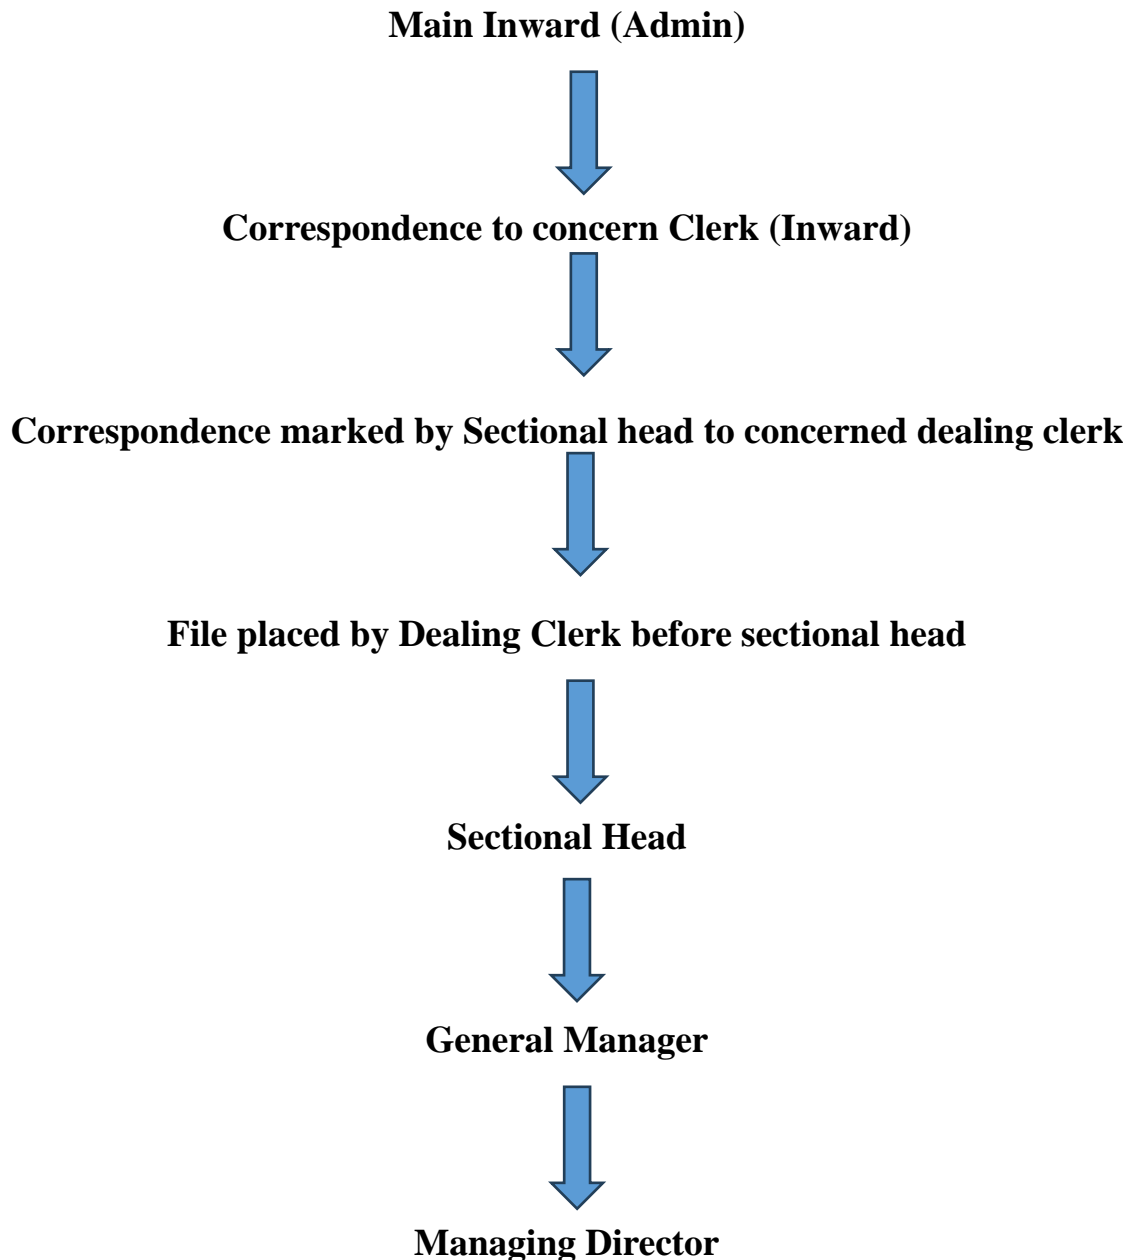 Main Inward (Admin)
Correspondence to concern Clerk (Inward)
Correspondence marked by Sectional head to concerned dealing clerk
File placed by Dealing Clerk before sectional head
Sectional Head
General Manager
Managing Director